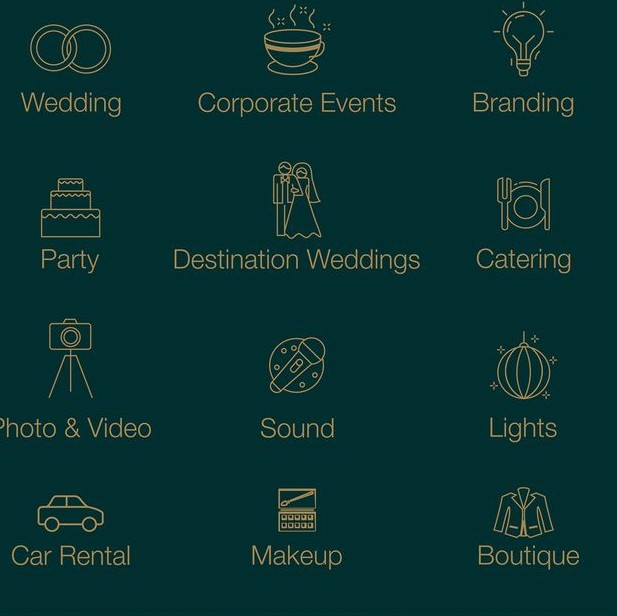 Wedding
Corporate Events
Branding
Party
Destination Weddings
Catering
Photo & Video
Sound
Lights
Car Rental
Makeup
Boutique